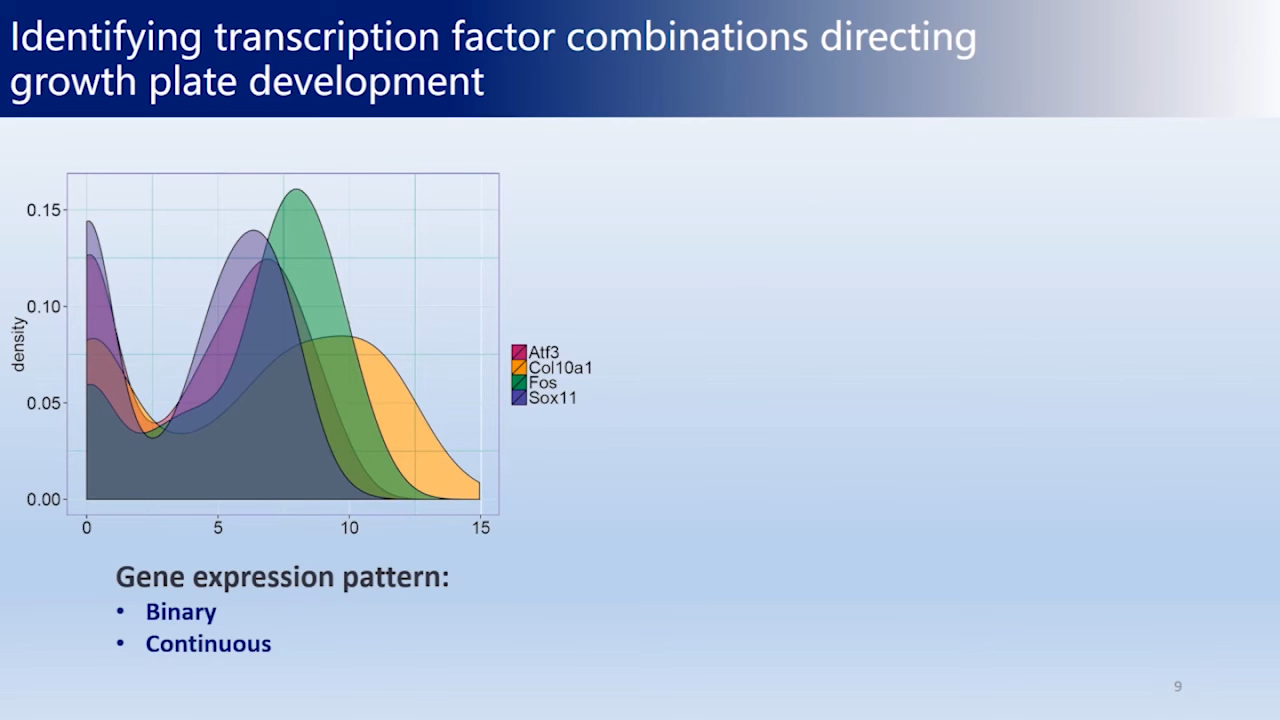 Identifying transcription factor combinations directing
growth plate development
0.15
0.10
0.05
0.00
density
0 5 10 15
Atf3
Col10a1
Fos
Sox11
Gene expression pattern:
• Binary
• Continuous
9